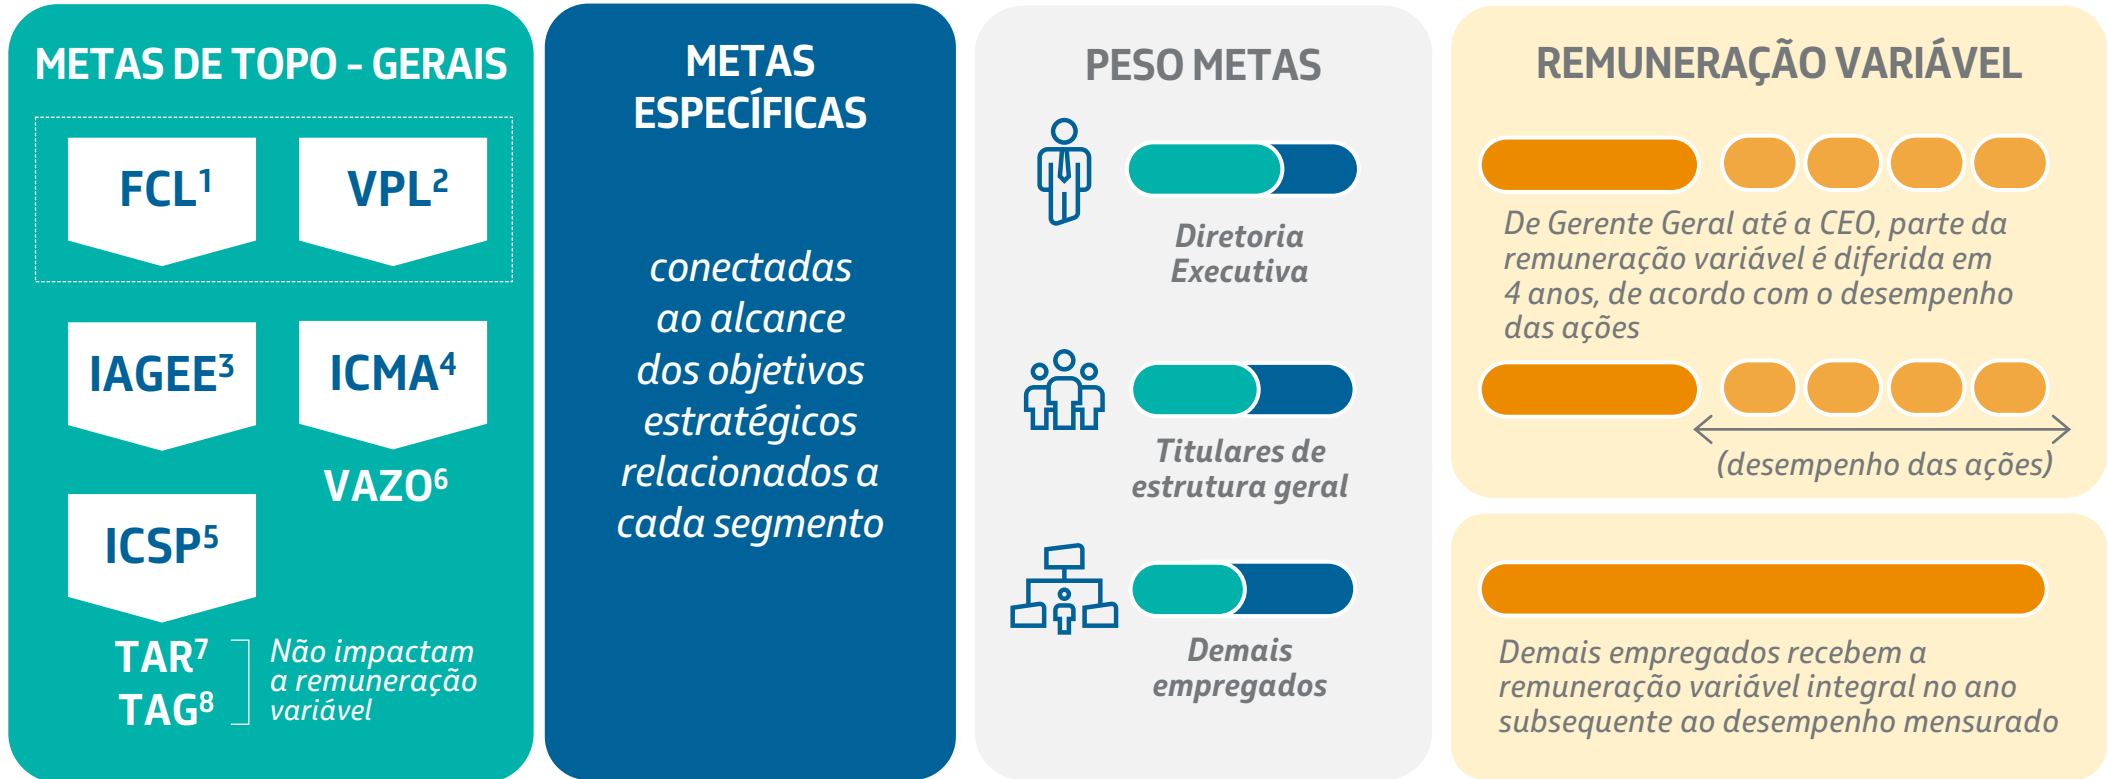 METAS DE TOPO - GERAIS
FCL¹
VPL²
IAGEE³
ICMA⁴
VAZO⁶
ICSP⁵
TAR⁷
TAG⁸
Não impactam
a remuneração
variável
METAS
ESPECÍFICAS
conectadas
ao alcance
dos objetivos
estratégicos
relacionados a
cada segmento
PESO METAS
Diretoria
Executiva
Titulares de
estrutura geral
Demais
empregados
REMUNERAÇÃO VARIÁVEL
De Gerente Geral até a CEO, parte da
remuneração variável é diferida em
4 anos, de acordo com o desempenho
das ações
(desempenho das ações)
Demais empregados recebem a
remuneração variável integral no ano
subsequente ao desempenho mensurado